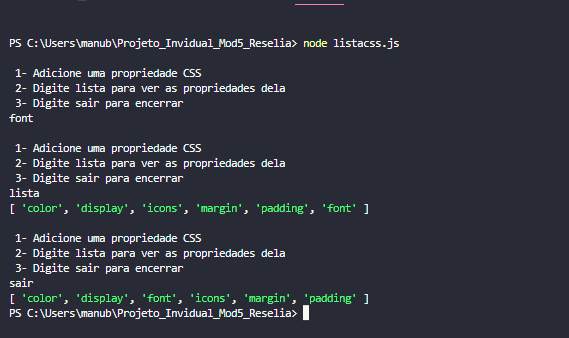 PS C:\Users\manub\Projeto_Invidual_Mod5_Reselia> node listacss.js
1- Adicione uma propriedade CSS
2- Digite lista para ver as propriedades dela
3- Digite sair para encerrar
font
1- Adicione uma propriedade CSS
2- Digite lista para ver as propriedades dela
3- Digite sair para encerrar
lista
[ 'color', 'display', 'icons', 'margin', 'padding', 'font' ]
1- Adicione uma propriedade CSS
2- Digite lista para ver as propriedades dela
3- Digite sair para encerrar
sair
[ 'color', 'display', 'font', 'icons', 'margin', 'padding' ]
PS C:\Users\manub\Projeto_Invidual_Mod5_Reselia>